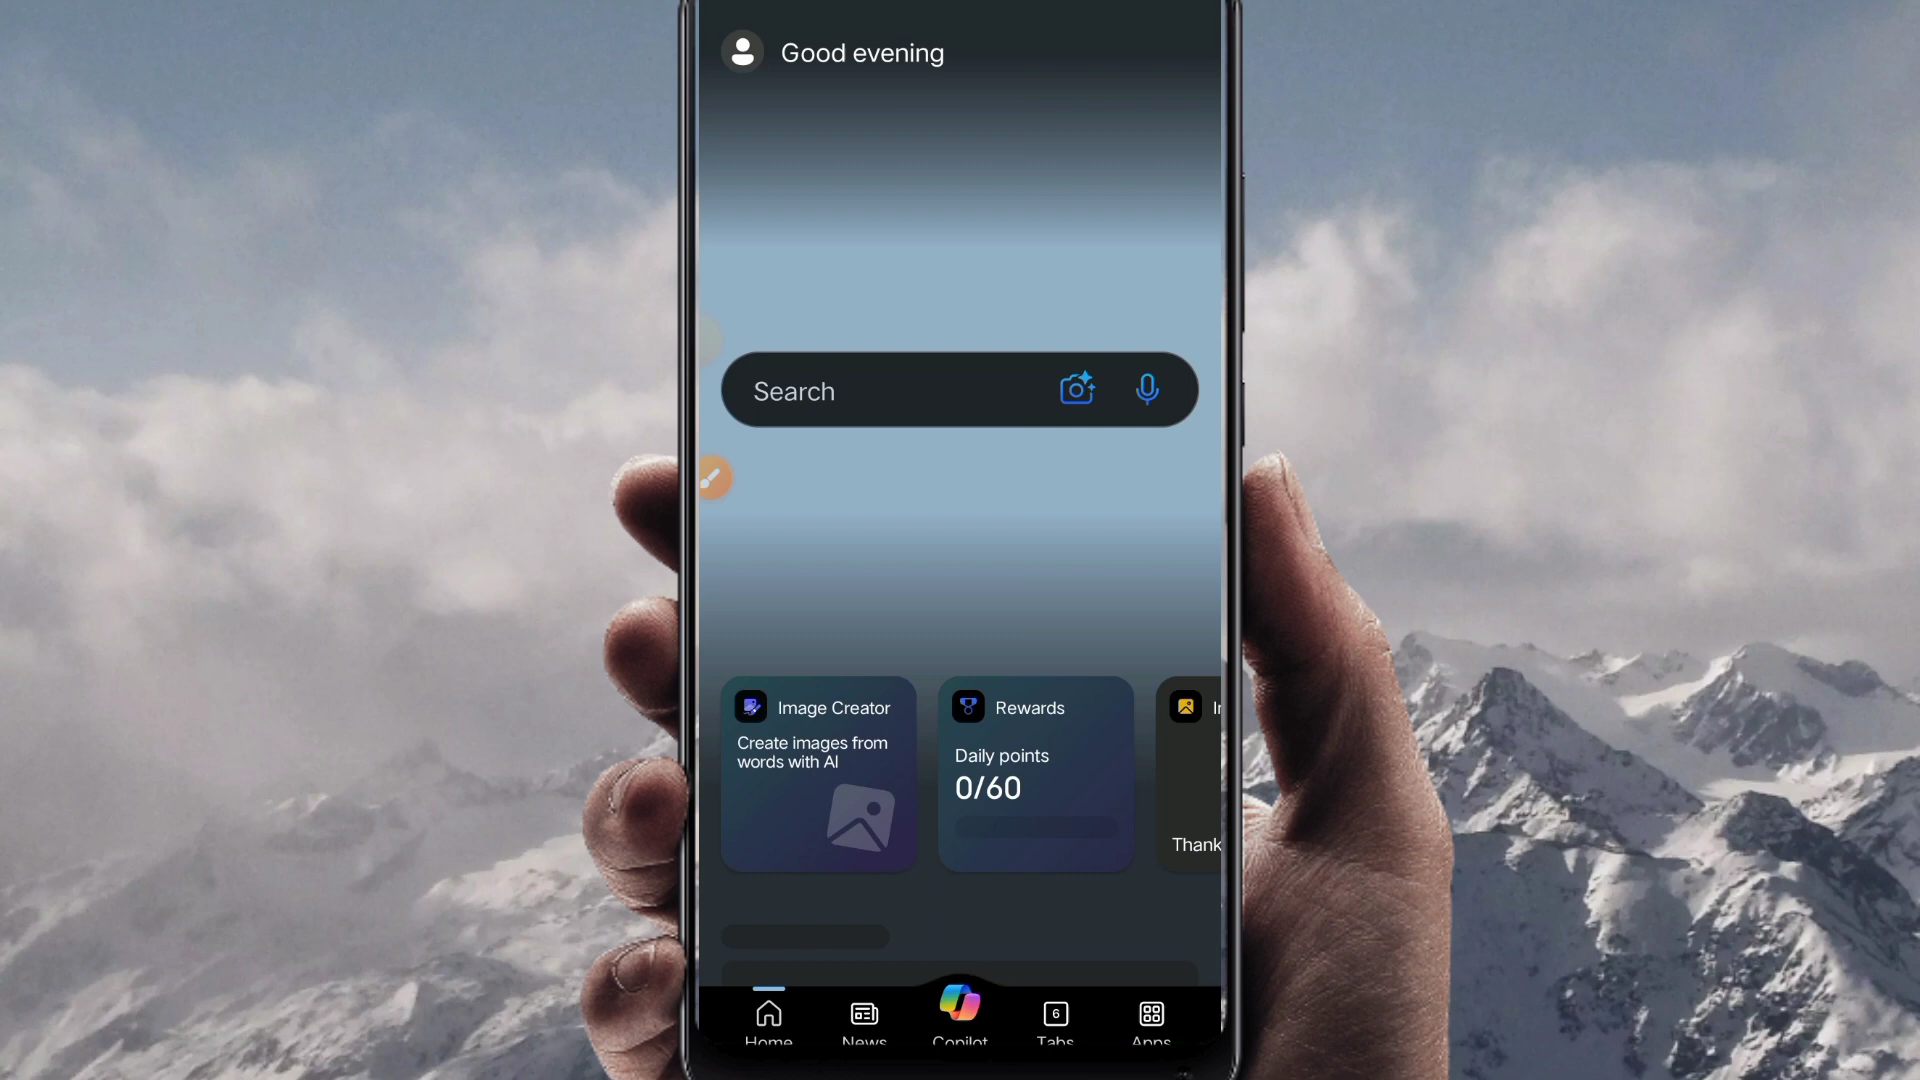 Good evening
Search
Image Creator
Create images from
words with AI
Rewards
Daily points
0/60
Thank
Home
News
Copilot
6
Tabs
Apps